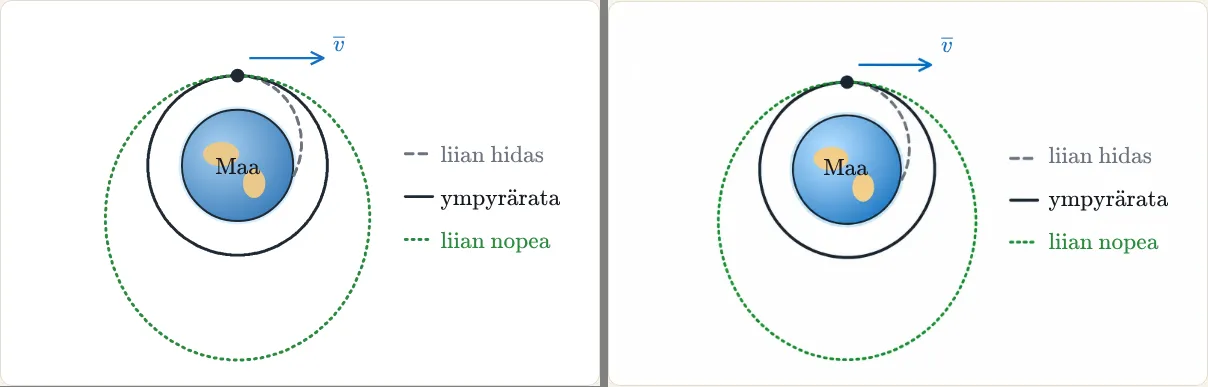 v̅
Maa
liian hidas
ympyrärata
liian nopea
v̅
Maa
liian hidas
ympyrärata
liian nopea